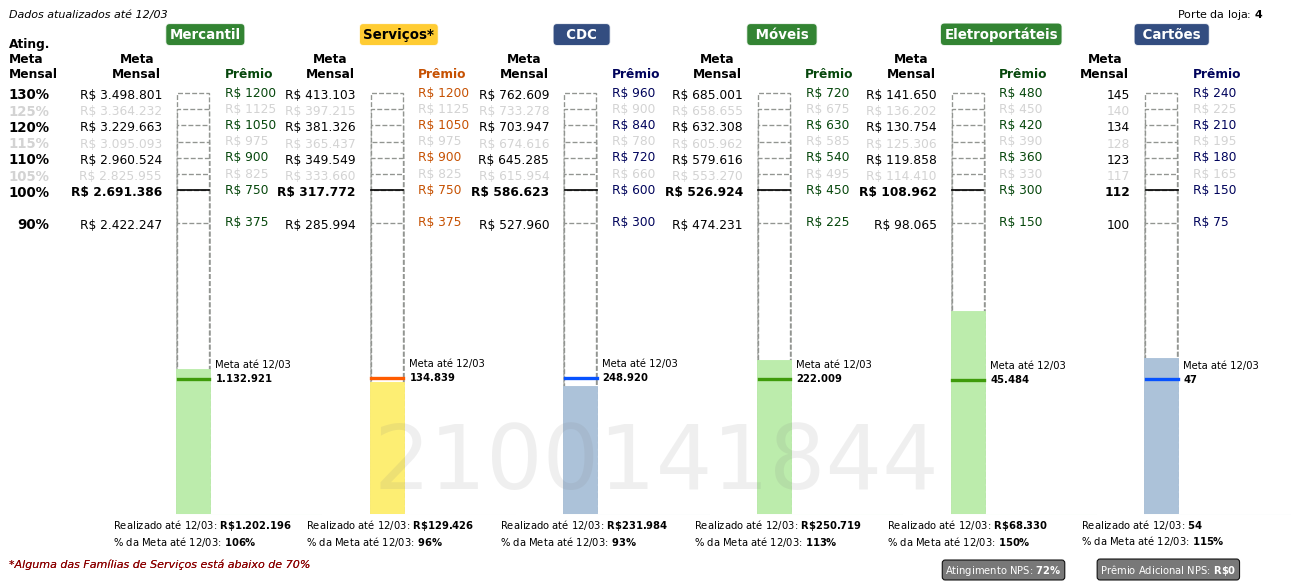 Dados atualizados até 12/03 Porte da loja: 4
Mercantil Serviços* CDC Móveis Eletroportáteis Cartões
Ating. Meta Mensal Meta Mensal Prêmio Meta Mensal Prêmio Meta Mensal Prêmio Meta Mensal Prêmio Meta Mensal Prêmio Meta Mensal Prêmio
130% R$ 3.498.801 R$ 1200 R$ 413.103 R$ 1200 R$ 762.609 R$ 960 R$ 685.001 R$ 720 R$ 141.650 R$ 480 145 R$ 240
125% R$ 3.364.232 R$ 1125 R$ 397.215 R$ 1125 R$ 733.278 R$ 900 R$ 658.655 R$ 675 R$ 136.202 R$ 450 140 R$ 225
120% R$ 3.229.663 R$ 1050 R$ 381.326 R$ 1050 R$ 703.947 R$ 840 R$ 632.308 R$ 630 R$ 130.754 R$ 420 134 R$ 210
115% R$ 3.095.093 R$ 975 R$ 365.437 R$ 975 R$ 674.616 R$ 780 R$ 605.962 R$ 585 R$ 125.306 R$ 390 128 R$ 195
110% R$ 2.960.524 R$ 900 R$ 349.549 R$ 900 R$ 645.285 R$ 720 R$ 579.616 R$ 540 R$ 119.858 R$ 360 123 R$ 180
105% R$ 2.825.955 R$ 825 R$ 333.660 R$ 825 R$ 615.954 R$ 660 R$ 553.270 R$ 495 R$ 114.410 R$ 330 117 R$ 165
100% R$ 2.691.386 R$ 750 R$ 317.772 R$ 750 R$ 586.623 R$ 600 R$ 526.924 R$ 450 R$ 108.962 R$ 300 112 R$ 150
90% R$ 2.422.247 R$ 375 R$ 285.994 R$ 375 R$ 527.960 R$ 300 R$ 474.231 R$ 225 R$ 98.065 R$ 150 100 R$ 75
Meta até 12/03 Meta até 12/03 Meta até 12/03 Meta até 12/03 Meta até 12/03 Meta até 12/03
1.132.921 134.839 248.920 222.009 45.484 47
2100141844
Realizado até 12/03: R$1.202.196 Realizado até 12/03: R$129.426 Realizado até 12/03: R$231.984 Realizado até 12/03: R$250.719 Realizado até 12/03: R$68.330 Realizado até 12/03: 54
% da Meta até 12/03: 106% % da Meta até 12/03: 96% % da Meta até 12/03: 93% % da Meta até 12/03: 113% % da Meta até 12/03: 150% % da Meta até 12/03: 115%
*Alguma das Famílias de Serviços está abaixo de 70% Atingimento NPS: 72% Prêmio Adicional NPS: R$0